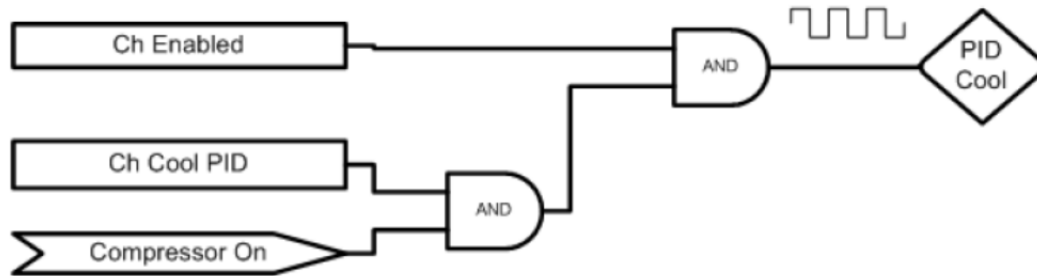 Ch Enabled
AND
PID
Cool
Ch Cool PID
AND
Compressor On